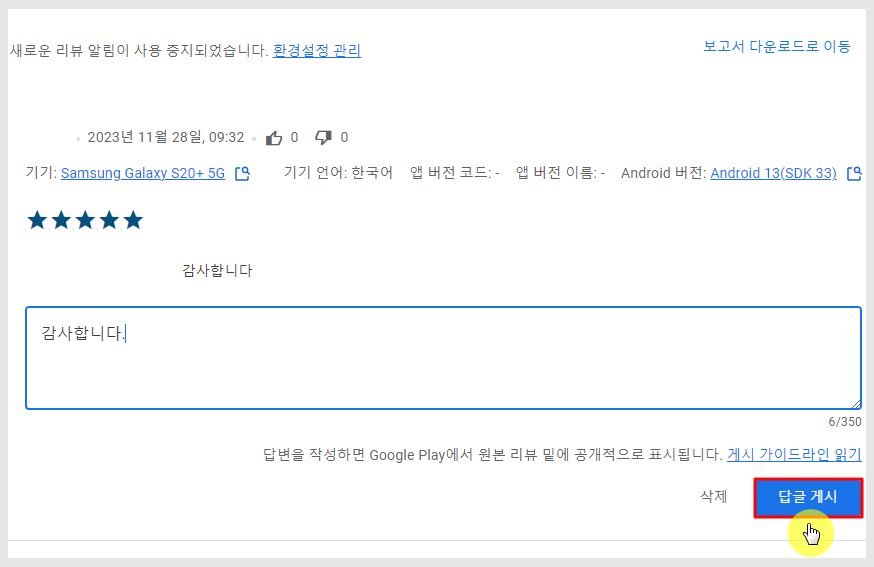 새로운 리뷰 알림이 사용 중지되었습니다. 환경설정 관리
보고서 다운로드로 이동
2023년 11월 28일, 09:32 0 0
기기: Samsung Galaxy S20+ 5G 기기 언어: 한국어 앱 버전 코드: - 앱 버전 이름: - Android 버전: Android 13(SDK 33)
감사합니다
감사합니다.
6/350
답변을 작성하면 Google Play에서 원본 리뷰 밑에 공개적으로 표시됩니다. 게시 가이드라인 읽기
삭제 답글 게시